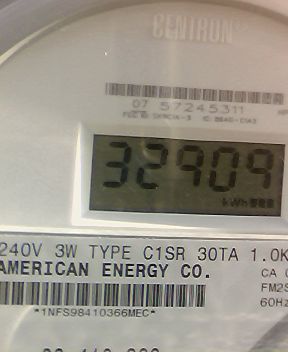 CENTRON
07 57245311
32909
kWh
240V 3W TYPE C1SR 30TA 1.0K
AMERICAN ENERGY CO.
CA
FM2S
60Hz
*1NFS98410366MEC*